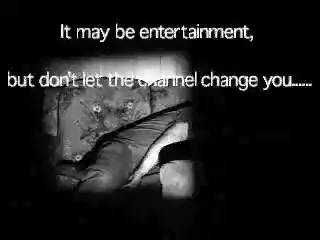 It may be entertainment,
but don't let the channel change you......